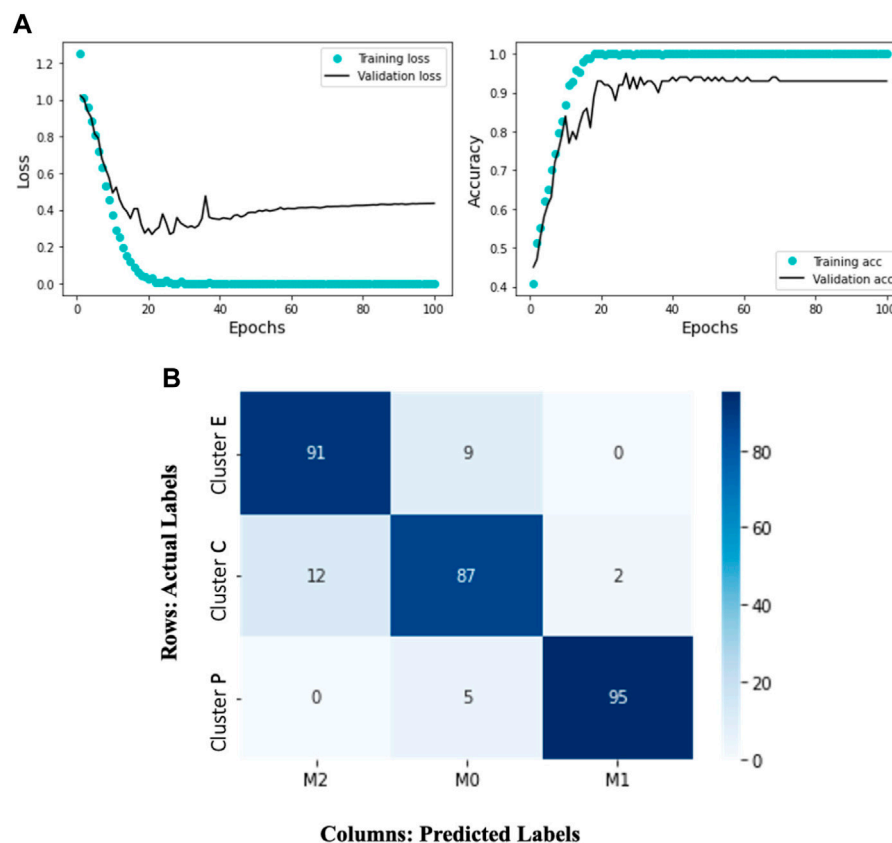 A
Training loss
Validation loss
1.2
1.0
0.8
0.6
0.4
0.2
0.0
Loss
0 20 40 60 80 100
Epochs
1.0
0.9
0.8
0.7
0.6
0.5
0.4
Accuracy
Training acc
Validation acc
0 20 40 60 80 100
Epochs
B
Rows: Actual Labels
Cluster E
91 9 0
Cluster C
12 87 2
Cluster P
0 5 95
M2 M0 M1
80
60
40
20
0
Columns: Predicted Labels